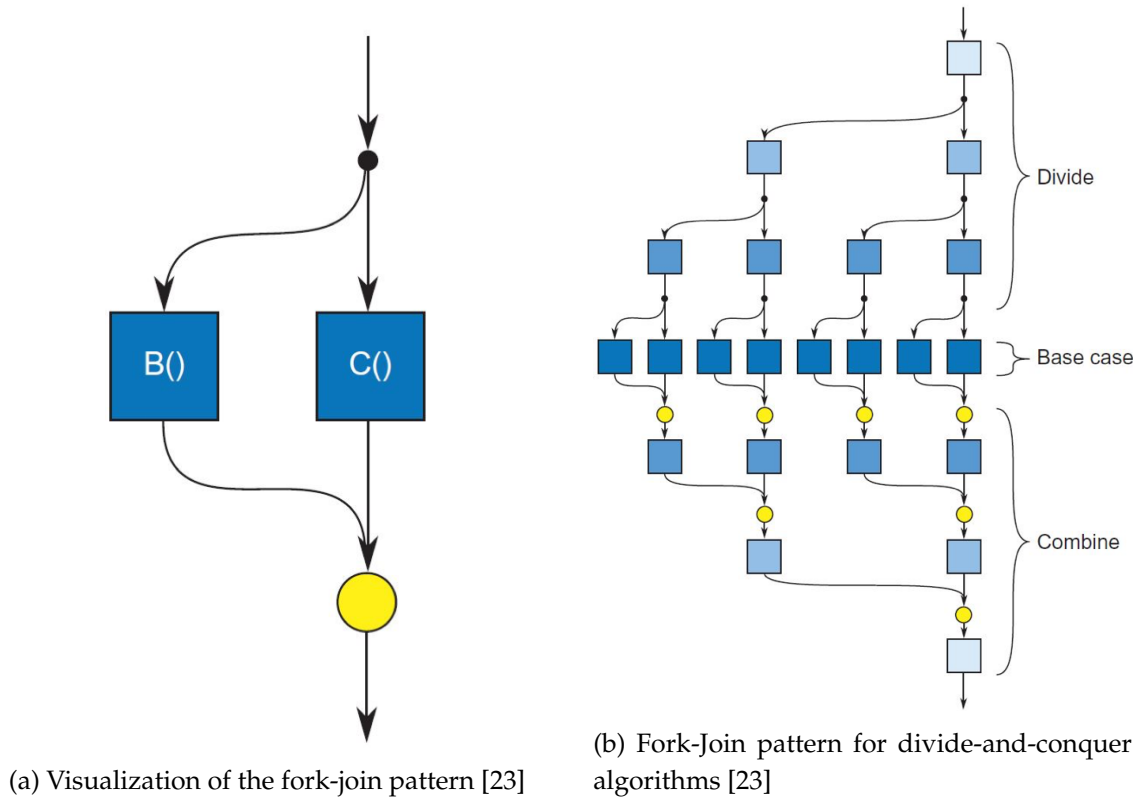 B()
C()
(a) Visualization of the fork-join pattern [23]
Divide
Base case
Combine
(b) Fork-Join pattern for divide-and-conquer
algorithms [23]